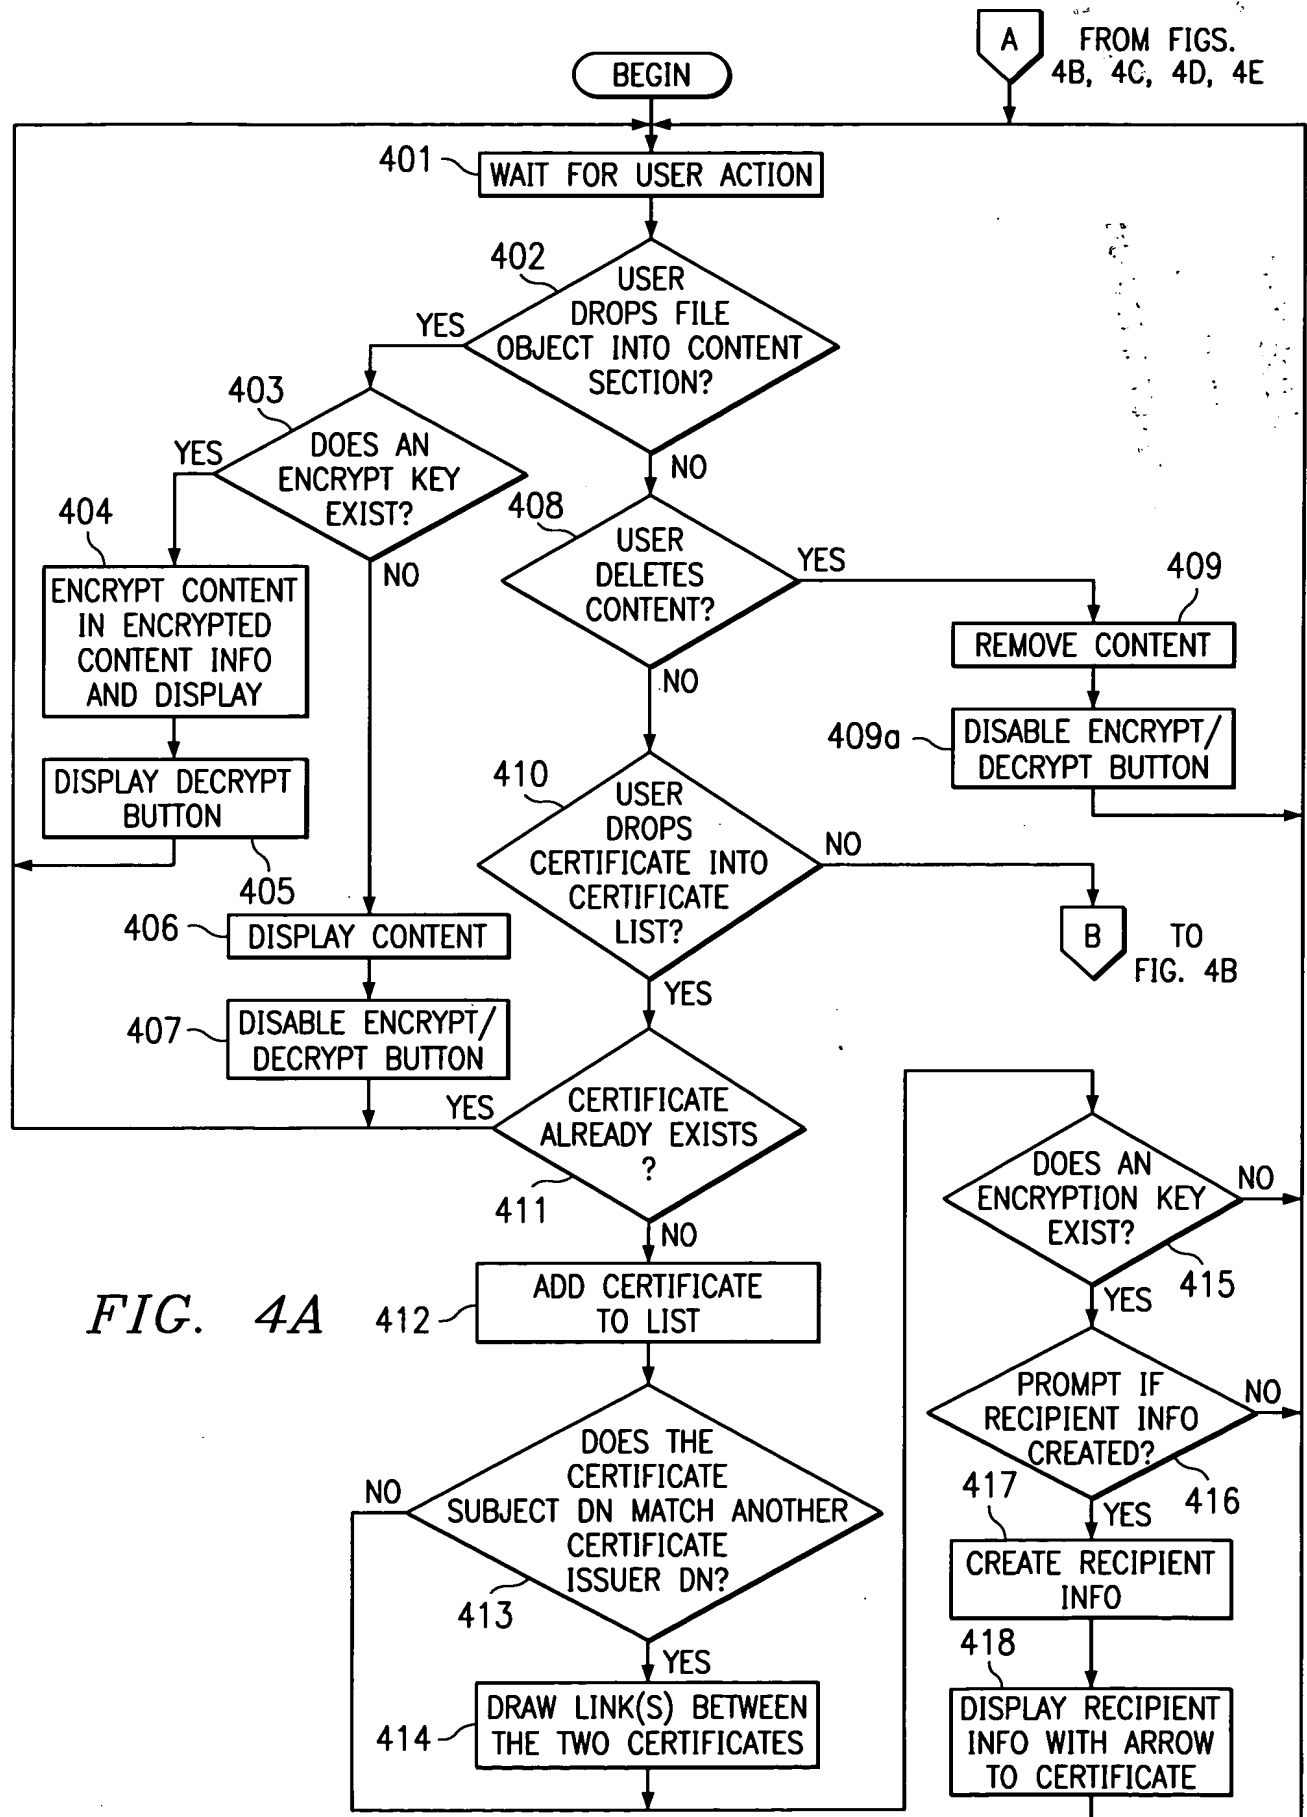 A
FROM FIGS.
4B, 4C, 4D, 4E
BEGIN
401
WAIT FOR USER ACTION
402
USER
DROPS FILE
OBJECT INTO CONTENT
SECTION?
YES
NO
403
DOES AN
ENCRYPT KEY
EXIST?
YES
NO
404
ENCRYPT CONTENT
IN ENCRYPTED
CONTENT INFO
AND DISPLAY
DISPLAY DECRYPT
BUTTON
405
406
DISPLAY CONTENT
407
DISABLE ENCRYPT/
DECRYPT BUTTON
408
USER
DELETES
CONTENT?
YES
NO
409
REMOVE CONTENT
409a
DISABLE ENCRYPT/
DECRYPT BUTTON
410
USER
DROPS
CERTIFICATE INTO
CERTIFICATE
LIST?
NO
YES
B
TO
FIG. 4B
YES
CERTIFICATE
ALREADY EXISTS
?
411
NO
412
ADD CERTIFICATE
TO LIST
DOES THE
CERTIFICATE
SUBJECT DN MATCH ANOTHER
CERTIFICATE
ISSUER DN?
NO
413
YES
414
DRAW LINK(S) BETWEEN
THE TWO CERTIFICATES
DOES AN
ENCRYPTION KEY
EXIST?
NO
415
YES
PROMPT IF
RECIPIENT INFO
CREATED?
NO
416
YES
417
CREATE RECIPIENT
INFO
418
DISPLAY RECIPIENT
INFO WITH ARROW
TO CERTIFICATE
FIG. 4A